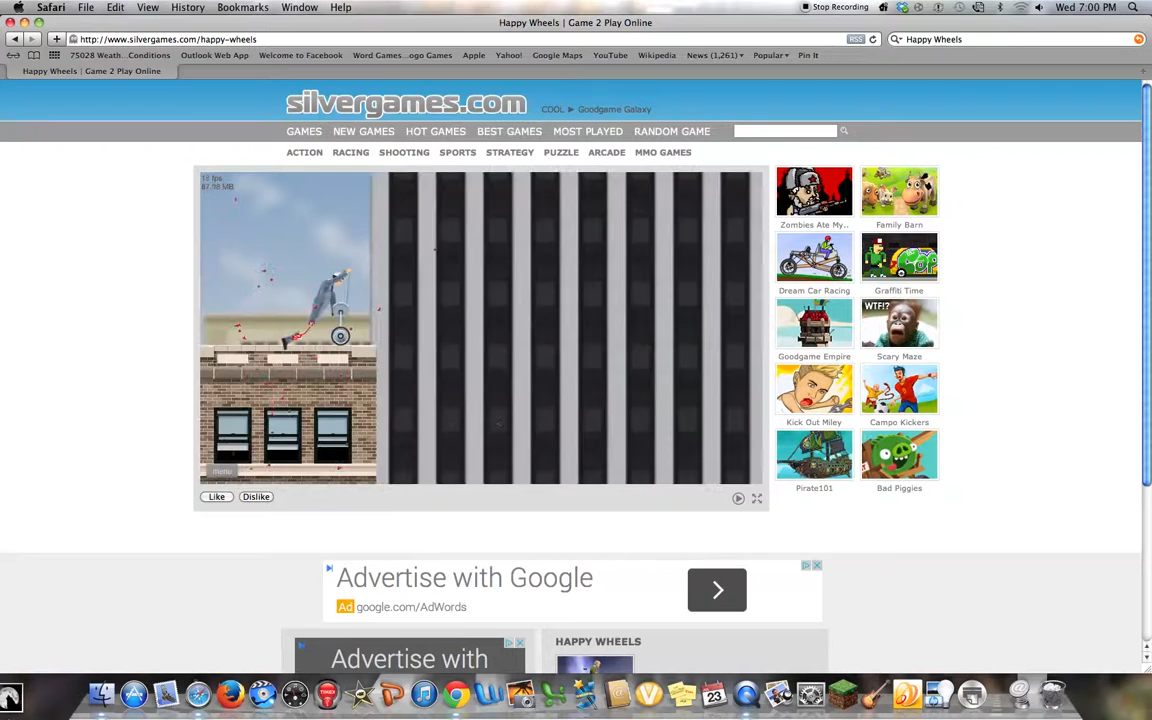 Safari File Edit View History Bookmarks Window Help Stop Recording Wed 7:00 PM
Happy Wheels | Game 2 Play Online
http://www.silvergames.com/happy-wheels RSS Happy Wheels
75028 Weath...Conditions Outlook Web App Welcome to Facebook Word Games...ogo Games Apple Yahoo! Google Maps YouTube Wikipedia News (1,261) Popular Pin It
Happy Wheels | Game 2 Play Online
silvergames.com COOL ► Goodgame Galaxy
GAMES NEW GAMES HOT GAMES BEST GAMES MOST PLAYED RANDOM GAME
ACTION RACING SHOOTING SPORTS STRATEGY PUZZLE ARCADE MMO GAMES
menu
Like Dislike
Zombies Ate My.. Family Barn
Dream Car Racing Graffiti Time
WTF!?
Goodgame Empire Scary Maze
Kick Out Miley Campo Kickers
Pirate101 Bad Piggies
Advertise with Google
Ad google.com/AdWords
Advertise with
HAPPY WHEELS
23